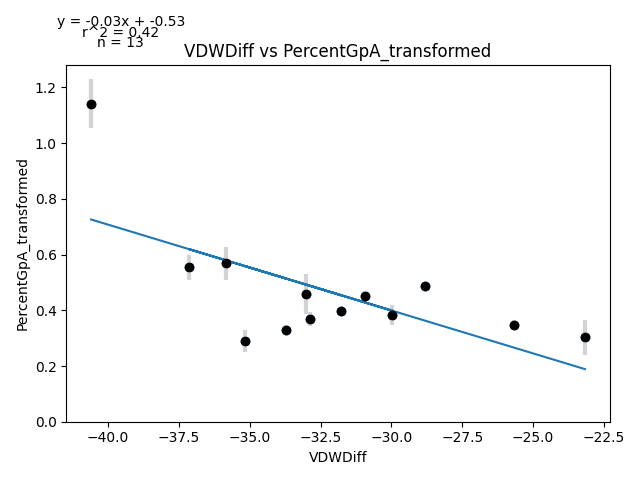 y = -0.03x + -0.53
r^2 = 0.42
n = 13
VDWDiff vs PercentGpA_transformed
PercentGpA_transformed
1.2
1.0
0.8
0.6
0.4
0.2
0.0
−40.0 −37.5 −35.0 −32.5 −30.0 −27.5 −25.0 −22.5
VDWDiff